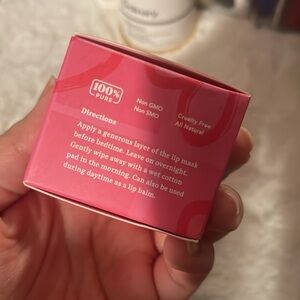 100%
PURE
Non GMO
Non SMO
Cruelty Free
All Natural
Directions
Apply a generous layer of the lip mask
before bedtime. Leave on overnight.
Gently wipe away with a wet cotton
pad in the morning. Can also be used
during daytime as a lip balm.